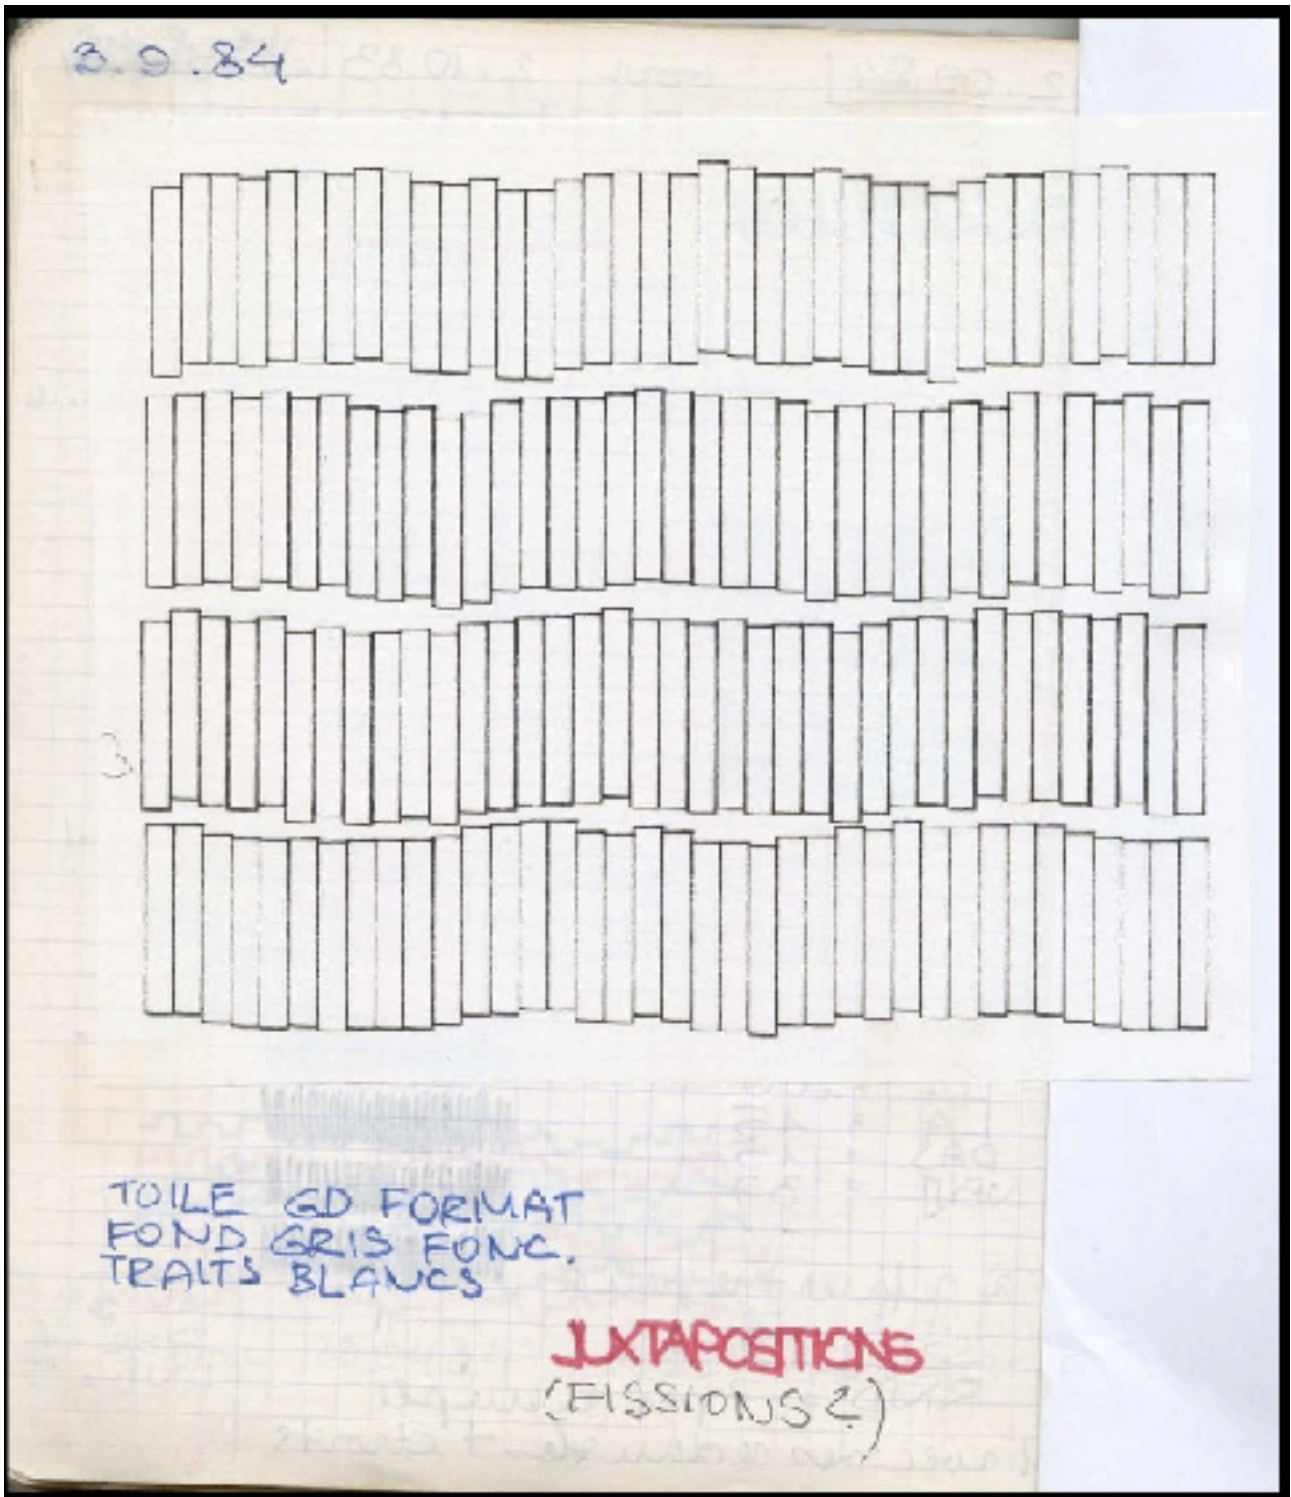 3.9.84
TOILE GD FORMAT
FOND GRIS FONC.
TRAITS BLANCS
JUXTAPOSITIONS
(FISSIONS?)